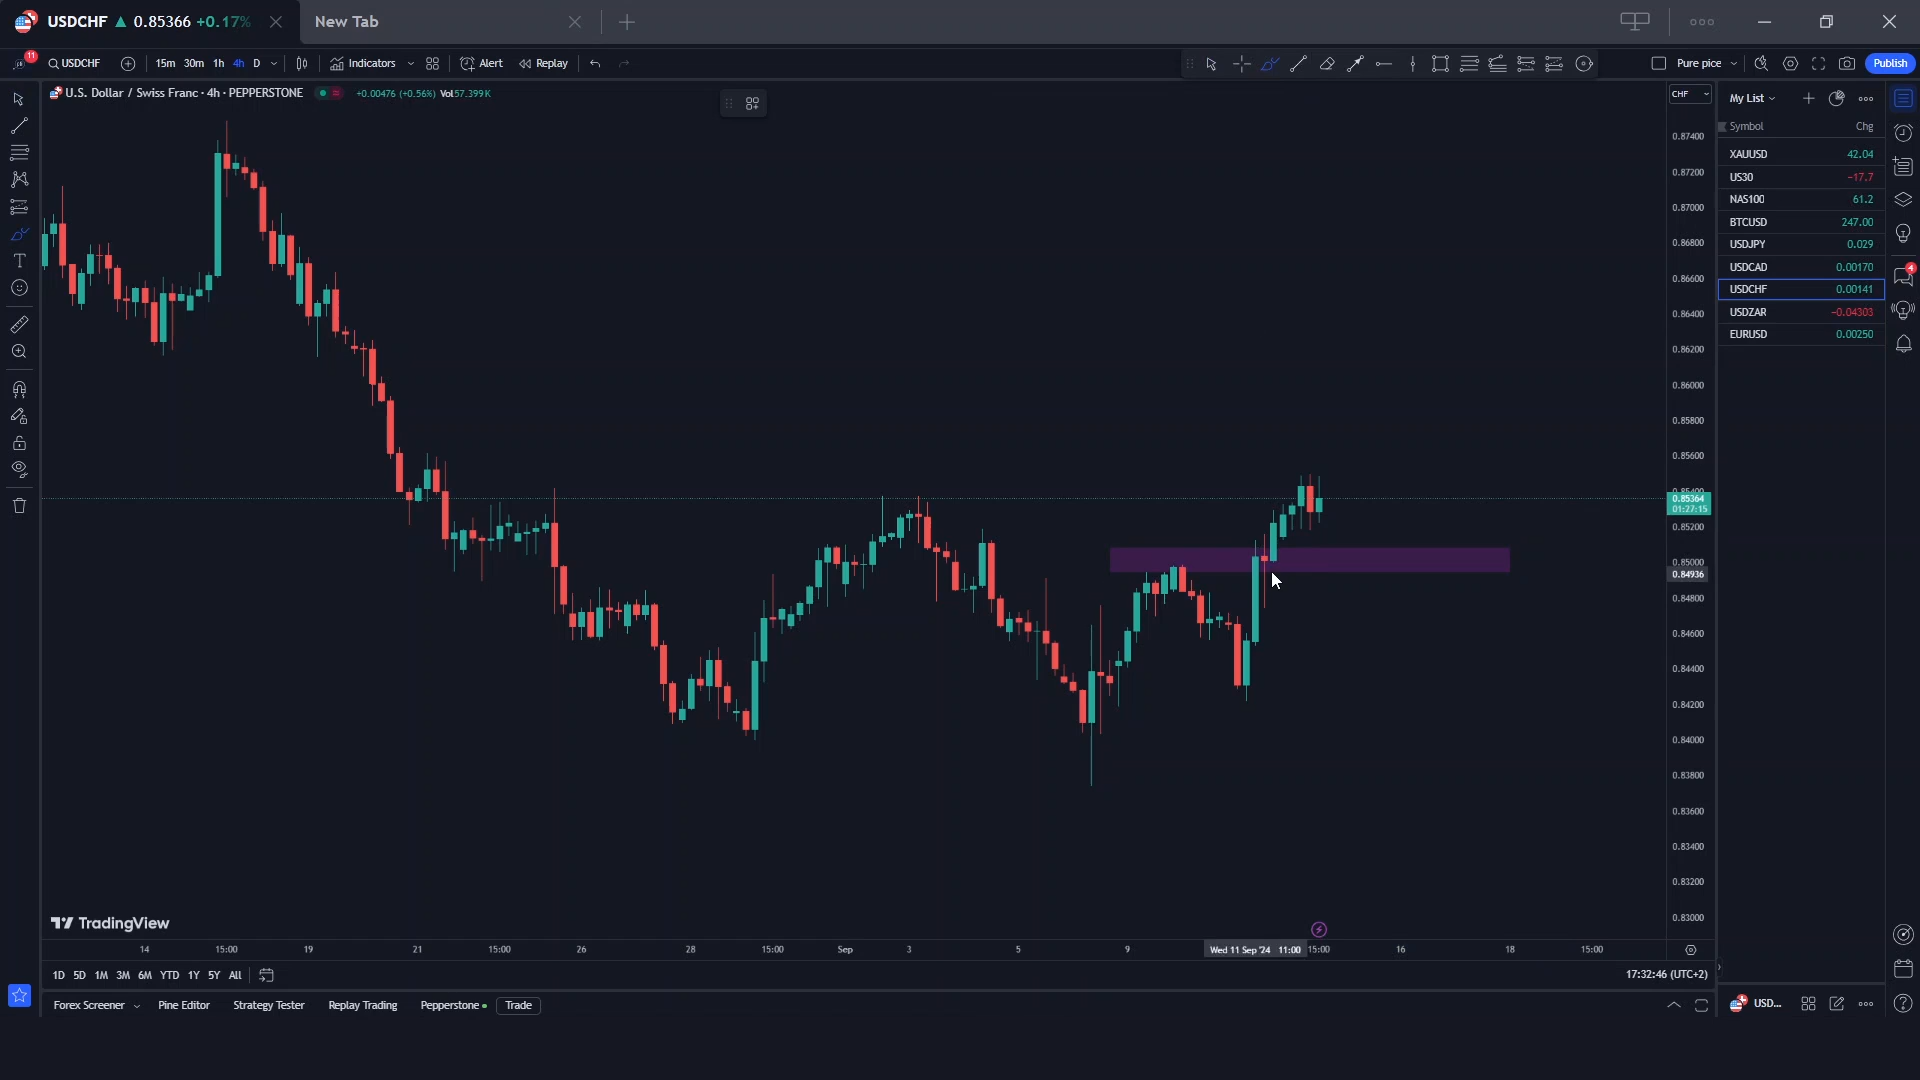 USDCHF ▲ 0.85366 +0.17%
New Tab
11
USDCHF 15m 30m 1h 4h D Indicators Alert Replay Pure pice Publish
U.S. Dollar / Swiss Franc · 4h · PEPPERSTONE +0.00476 (+0.56%) Vol57.399K
CHF
0.87400
0.87200
0.87000
0.86800
0.86600
0.86400
0.86200
0.86000
0.85800
0.85600
0.85400
0.85364
01:27:15
0.85200
0.85000
0.84936
0.84800
0.84600
0.84400
0.84200
0.84000
0.83800
0.83600
0.83400
0.83200
0.83000
My List
Symbol Chg
XAUUSD 42.04
US30 −17.7
NAS100 61.2
BTCUSD 247.00
USDJPY 0.029
USDCAD 0.00170
USDCHF 0.00141
USDZAR −0.04303
EURUSD 0.00250
4
TradingView
14 15:00 19 21 15:00 26 28 15:00 Sep 3 5 9 Wed 11 Sep '24 11:00 15:00 16 18 15:00
1D 5D 1M 3M 6M YTD 1Y 5Y All 17:32:46 (UTC+2)
Forex Screener Pine Editor Strategy Tester Replay Trading Pepperstone Trade
USD...